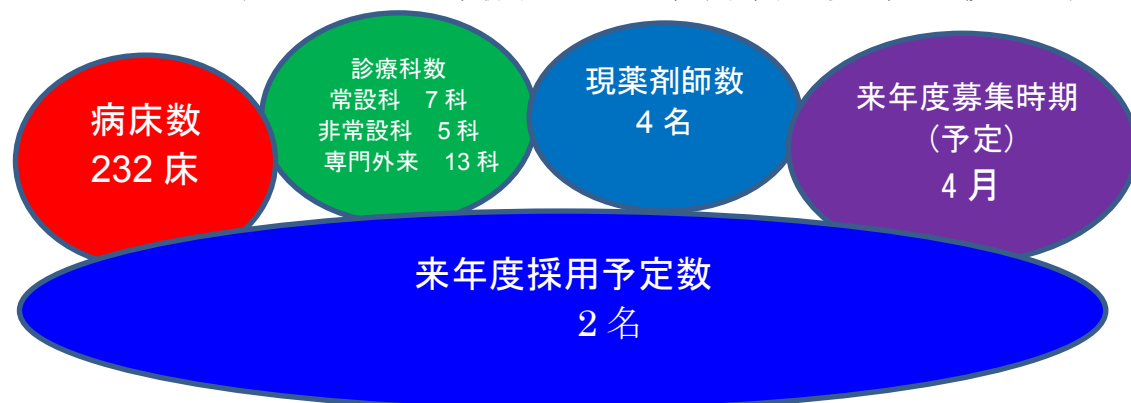 病床数
232 床
診療科数
常設科　7 科
非常設科　5 科
専門外来　13 科
現薬剤師数
4 名
来年度募集時期
(予定)
4 月
来年度採用予定数
2 名